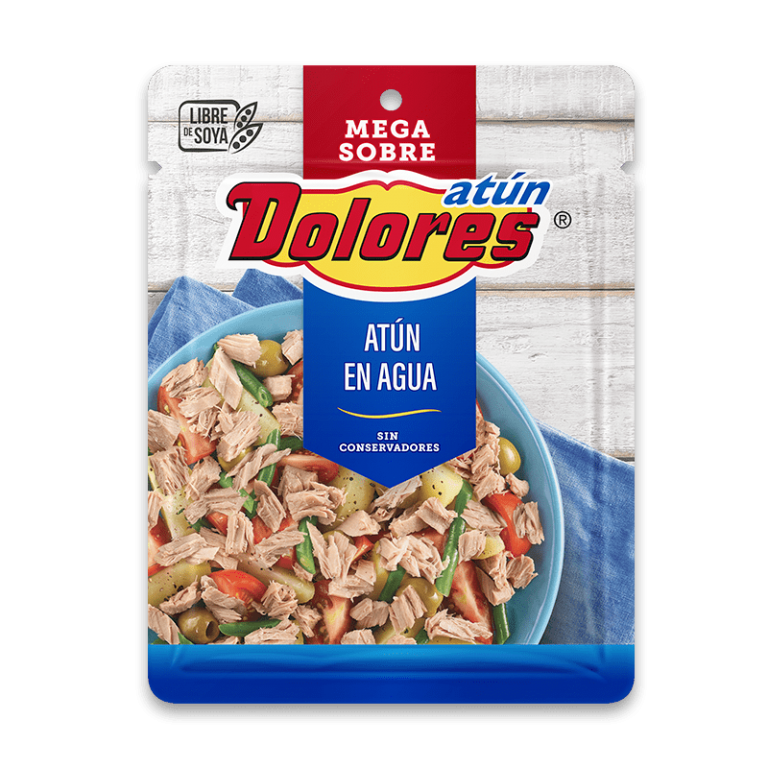 LIBRE
DE SOYA
MEGA
SOBRE
atún
Dolores®
ATÚN
EN AGUA
SIN
CONSERVADORES